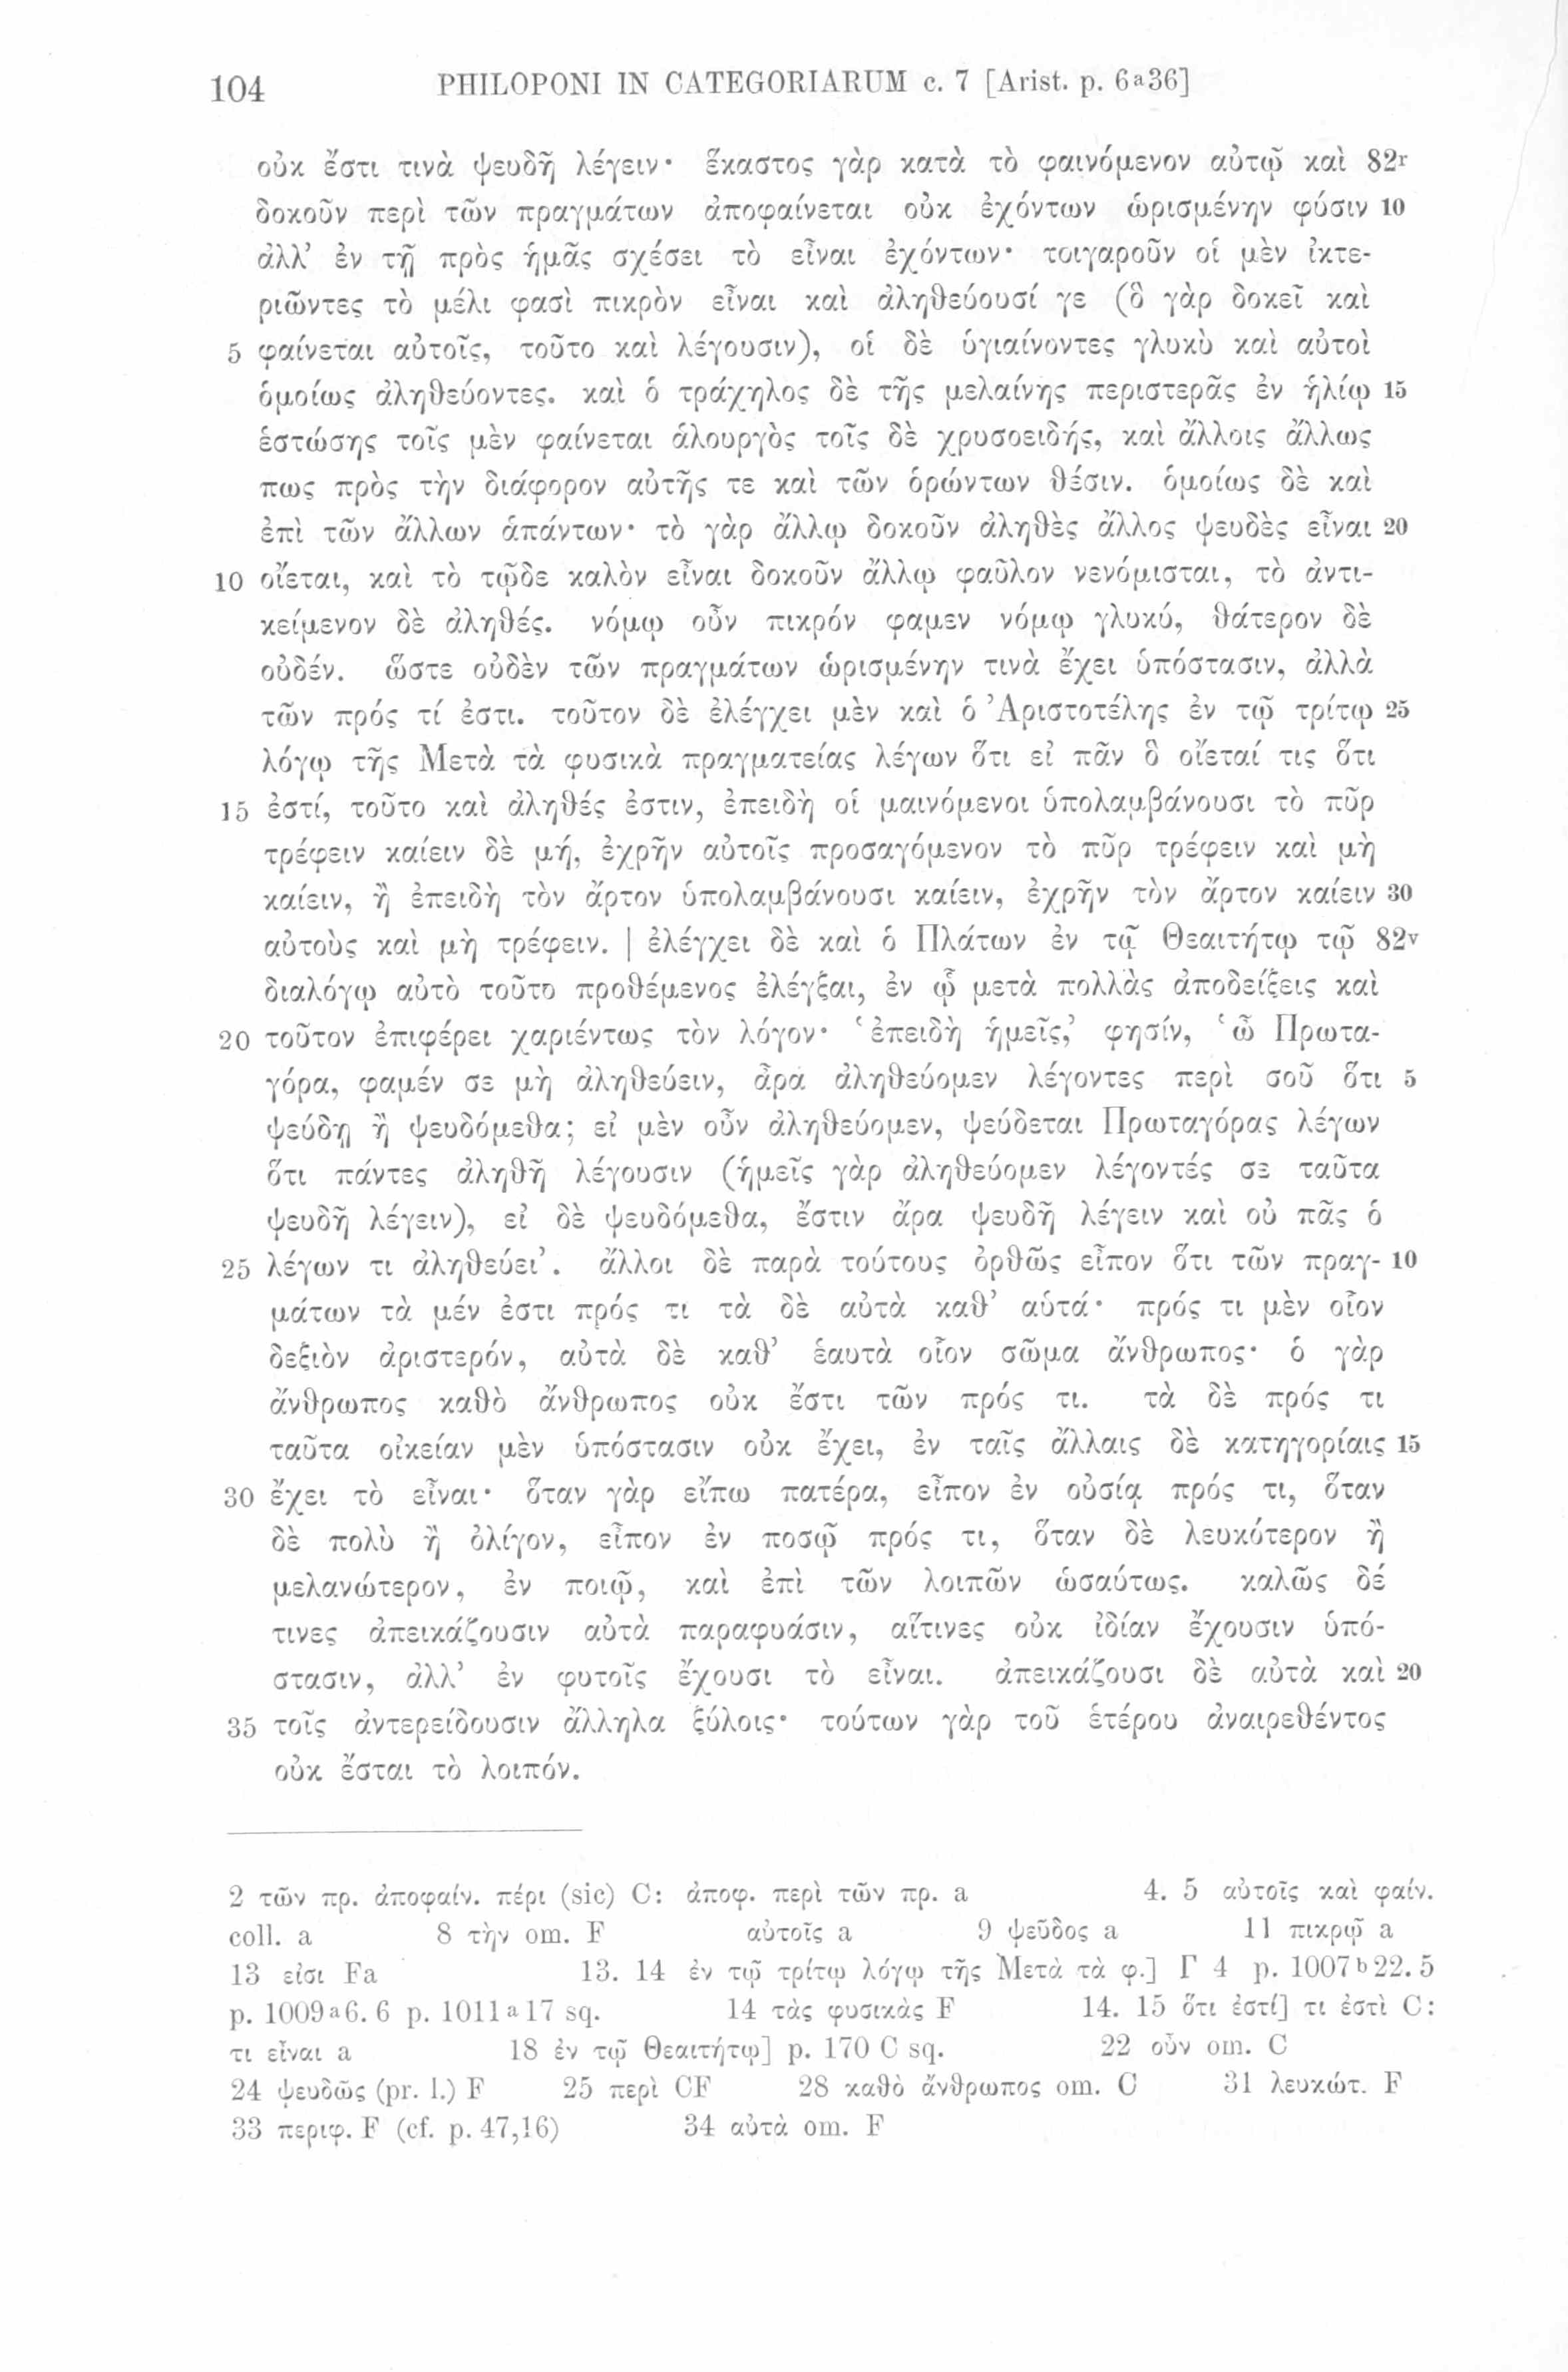 104 PHILOPONI IN CATEGORIARUM c. 7 [Arist. p. 6a36]
οὐκ ἔστι τινὰ ψευδῆ λέγειν· ἕκαστος γὰρ κατὰ τὸ φαινόμενον αὐτῷ καὶ 82r
δοκοῦν περὶ τῶν πραγμάτων ἀποφαίνεται οὐκ ἐχόντων ὡρισμένην φύσιν 10
ἀλλ’ ἐν τῇ πρὸς ἡμᾶς σχέσει τὸ εἶναι ἐχόντων· τοιγαροῦν οἱ μὲν ἰκτε-
ριῶντες τὸ μέλι φασὶ πικρὸν εἶναι καὶ ἀληθεύουσί γε (ὃ γὰρ δοκεῖ καὶ
5 φαίνεται αὐτοῖς, τοῦτο καὶ λέγουσιν), οἱ δὲ ὑγιαίνοντες γλυκὺ καὶ αὐτοὶ
ὁμοίως ἀληθεύοντες. καὶ ὁ τράχηλος δὲ τῆς μελαίνης περιστερᾶς ἐν ἡλίῳ 15
ἑστώσης τοῖς μὲν φαίνεται ἁλουργὸς τοῖς δὲ χρυσοειδής, καὶ ἄλλοις ἄλλως
πως πρὸς τὴν διάφορον αὐτῆς τε καὶ τῶν ὁρώντων θέσιν. ὁμοίως δὲ καὶ
ἐπὶ τῶν ἄλλων ἁπάντων· τὸ γὰρ ἄλλῳ δοκοῦν ἀληθὲς ἄλλος ψευδὲς εἶναι 20
10 οἴεται, καὶ τὸ τῷδε καλὸν εἶναι δοκοῦν ἄλλῳ φαῦλον νενόμισται, τὸ ἀντι-
κείμενον δὲ ἀληθές. νόμῳ οὖν πικρόν φαμεν νόμῳ γλυκύ, θάτερον δὲ
οὐδέν. ὥστε οὐδὲν τῶν πραγμάτων ὡρισμένην τινὰ ἔχει ὑπόστασιν, ἀλλὰ
τῶν πρός τί ἐστι. τοῦτον δὲ ἐλέγχει μὲν καὶ ὁ Ἀριστοτέλης ἐν τῷ τρίτῳ 25
λόγῳ τῆς Μετὰ τὰ φυσικὰ πραγματείας λέγων ὅτι εἰ πᾶν ὃ οἴεταί τις ὅτι
15 ἐστί, τοῦτο καὶ ἀληθές ἐστιν, ἐπειδὴ οἱ μαινόμενοι ὑπολαμβάνουσι τὸ πῦρ
τρέφειν καίειν δὲ μή, ἐχρῆν αὐτοῖς προσαγόμενον τὸ πῦρ τρέφειν καὶ μὴ
καίειν, ἢ ἐπειδὴ τὸν ἄρτον ὑπολαμβάνουσι καίειν, ἐχρῆν τὸν ἄρτον καίειν 30
αὐτοὺς καὶ μὴ τρέφειν. | ἐλέγχει δὲ καὶ ὁ Πλάτων ἐν τῷ Θεαιτήτῳ τῷ 82v
διαλόγῳ αὐτὸ τοῦτο προθέμενος ἐλέγξαι, ἐν ᾧ μετὰ πολλὰς ἀποδείξεις καὶ
20 τοῦτον ἐπιφέρει χαριέντως τὸν λόγον· ‘ἐπειδὴ ἡμεῖς,’ φησίν, ‘ὦ Πρωτα-
γόρα, φαμέν σε μὴ ἀληθεύειν, ἆρα ἀληθεύομεν λέγοντες περὶ σοῦ ὅτι 5
ψεύδῃ ἢ ψευδόμεθα; εἰ μὲν οὖν ἀληθεύομεν, ψεύδεται Πρωταγόρας λέγων
ὅτι πάντες ἀληθῆ λέγουσιν (ἡμεῖς γὰρ ἀληθεύομεν λέγοντές σε ταῦτα
ψευδῆ λέγειν), εἰ δὲ ψευδόμεθα, ἔστιν ἄρα ψευδῆ λέγειν καὶ οὐ πᾶς ὁ
25 λέγων τι ἀληθεύει’. ἄλλοι δὲ παρὰ τούτους ὀρθῶς εἶπον ὅτι τῶν πραγ- 10
μάτων τὰ μέν ἐστι πρός τι τὰ δὲ αὐτὰ καθ’ αὑτά· πρός τι μὲν οἷον
δεξιὸν ἀριστερόν, αὐτὰ δὲ καθ’ ἑαυτὰ οἷον σῶμα ἄνθρωπος· ὁ γὰρ
ἄνθρωπος καθὸ ἄνθρωπος οὐκ ἔστι τῶν πρός τι. τὰ δὲ πρός τι
ταῦτα οἰκείαν μὲν ὑπόστασιν οὐκ ἔχει, ἐν ταῖς ἄλλαις δὲ κατηγορίαις 15
30 ἔχει τὸ εἶναι· ὅταν γὰρ εἴπω πατέρα, εἶπον ἐν οὐσίᾳ πρός τι, ὅταν
δὲ πολὺ ἢ ὀλίγον, εἶπον ἐν ποσῷ πρός τι, ὅταν δὲ λευκότερον ἢ
μελανώτερον, ἐν ποιῷ, καὶ ἐπὶ τῶν λοιπῶν ὡσαύτως. καλῶς δέ
τινες ἀπεικάζουσιν αὐτὰ παραφυάσιν, αἵτινες οὐκ ἰδίαν ἔχουσιν ὑπό-
στασιν, ἀλλ’ ἐν φυτοῖς ἔχουσι τὸ εἶναι. ἀπεικάζουσι δὲ αὐτὰ καὶ 20
35 τοῖς ἀντερείδουσιν ἄλληλα ξύλοις· τούτων γὰρ τοῦ ἑτέρου ἀναιρεθέντος
οὐκ ἔσται τὸ λοιπόν.
2 τῶν πρ. ἀποφαίν. πέρι (sic) C: ἀποφ. περὶ τῶν πρ. a 4. 5 αὐτοῖς καὶ φαίν.
coll. a 8 τὴν om. F αὐτοῖς a 9 ψεῦδος a 11 πικρῷ a
13 εἰσι Fa 13. 14 ἐν τῷ τρίτῳ λόγῳ τῆς Μετὰ τὰ φ.] Γ 4 p. 1007b22. 5
p. 1009a6. 6 p. 1011a17 sq. 14 τὰς φυσικὰς F 14. 15 ὅτι ἐστί] τι ἐστὶ C:
τι εἶναι a 18 ἐν τῷ Θεαιτήτῳ] p. 170 C sq. 22 οὖν om. C
24 ψευδῶς (pr. l.) F 25 περὶ CF 28 καθὸ ἄνθρωπος om. C 31 λευκώτ. F
33 περιφ. F (cf. p. 47,16) 34 αὐτὰ om. F